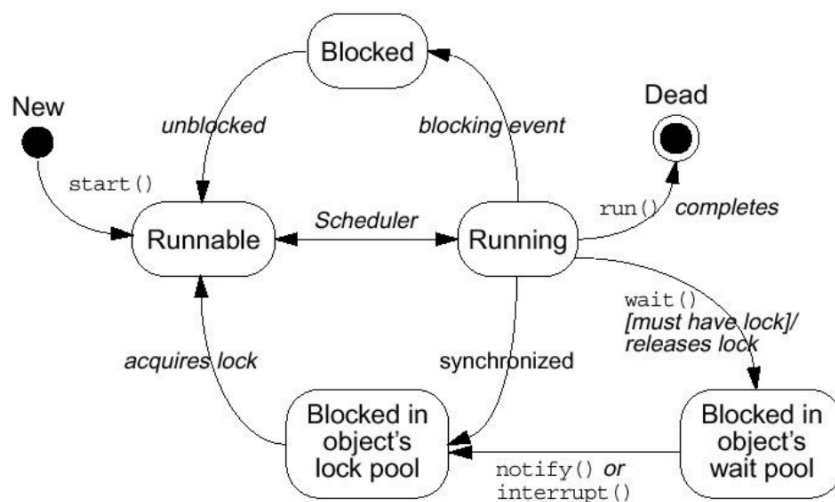 Blocked
New
Dead
unblocked
blocking event
start()
run() completes
Scheduler
Runnable
Running
wait()
[must have lock]/
releases lock
acquires lock
synchronized
Blocked in
object's
lock pool
Blocked in
object's
wait pool
notify() or
interrupt()